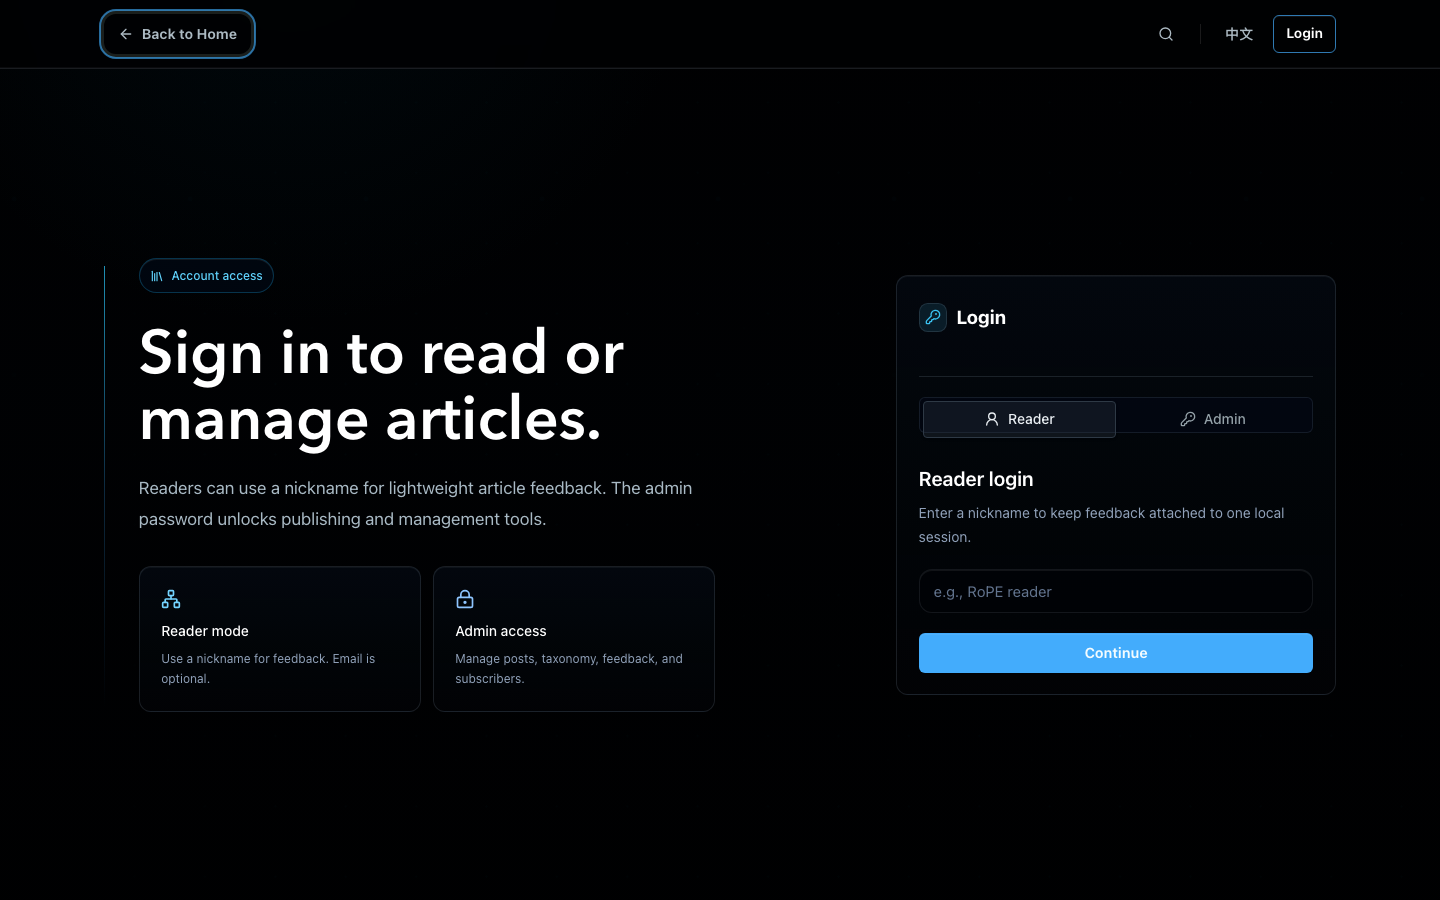 Back to Home
中文
Login
Account access
Sign in to read or
manage articles.
Readers can use a nickname for lightweight article feedback. The admin
password unlocks publishing and management tools.
Reader mode
Use a nickname for feedback. Email is
optional.
Admin access
Manage posts, taxonomy, feedback, and
subscribers.
Login
Reader
Admin
Reader login
Enter a nickname to keep feedback attached to one local
session.
e.g., RoPE reader
Continue